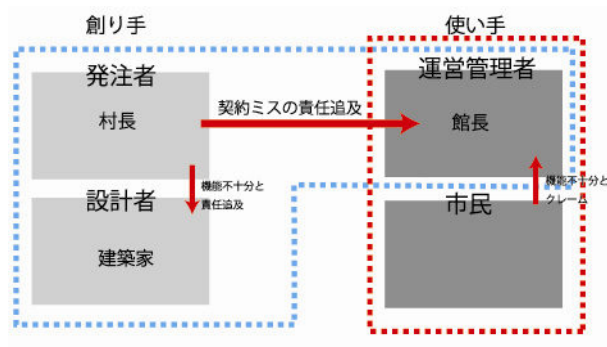 創り手
使い手
発注者
村長
契約ミスの責任追及
運営管理者
館長
機能不十分と
責任追及
機能不十分と
クレーム
設計者
建築家
市民